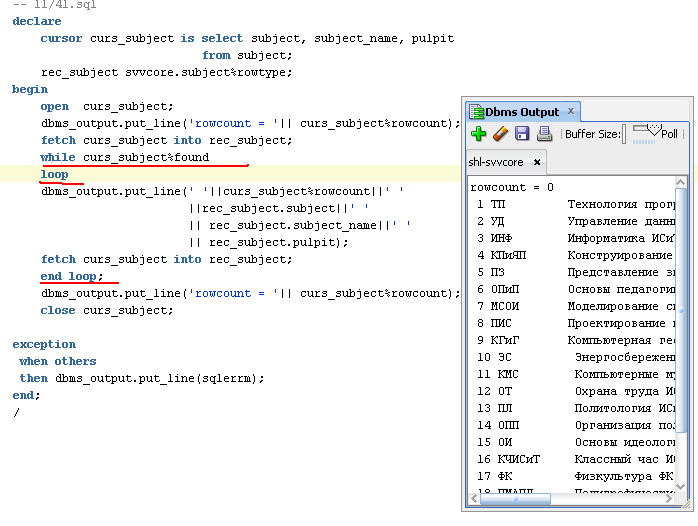 -- 11/41.sql
declare
cursor curs_subject is select subject, subject_name, pulpit
from subject;
rec_subject svvcore.subject%rowtype;
begin
open curs_subject;
dbms_output.put_line('rowcount = '|| curs_subject%rowcount);
fetch curs_subject into rec_subject;
while curs_subject%found
loop
dbms_output.put_line(' '||curs_subject%rowcount||' '
||rec_subject.subject||' '
|| rec_subject.subject_name||' '
|| rec_subject.pulpit);
fetch curs_subject into rec_subject;
end loop;
dbms_output.put_line('rowcount = '|| curs_subject%rowcount);
close curs_subject;
exception
when others
then dbms_output.put_line(sqlerrm);
end;
/
Dbms Output x
Buffer Size: Poll
shl-svvcore x
rowcount = 0
1 ТП Технология прог
2 УД Управление данн
3 ИНФ Информатика ИСиТ
4 КПиЯП Конструирование
5 ПЗ Представление з
6 ОПиП Основы педагоги
7 МСОИ Моделирование с
8 ПИС Проектирование
9 КГиГ Компьютерная гео
10 ЭС Энергосбережен
11 КМС Компьютерные м
12 ОТ Охрана труда ИС
13 ПЛ Политология ИСи
14 ОПП Организация пол
15 ОИ Основы идеолог
16 КЧИСиТ Классный час ИС
17 ФК Физкультура ФК
18 ПМАПЛ Полиграфически